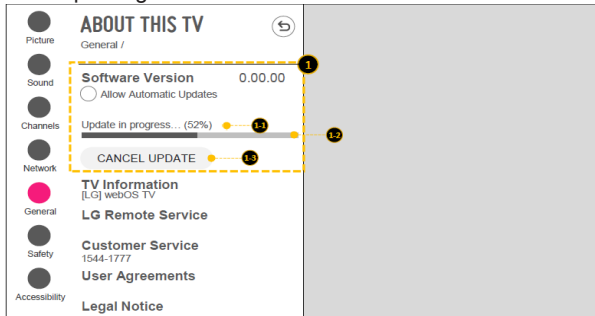 ABOUT THIS TV
General /
Picture
Sound
Channels
Network
General
Safety
Accessibility
1
Software Version 0.00.00
Allow Automatic Updates
Update in progress... (52%) 1-1
1-2
CANCEL UPDATE 1-3
TV Information
[LG] webOS TV
LG Remote Service
Customer Service
1544-1777
User Agreements
Legal Notice